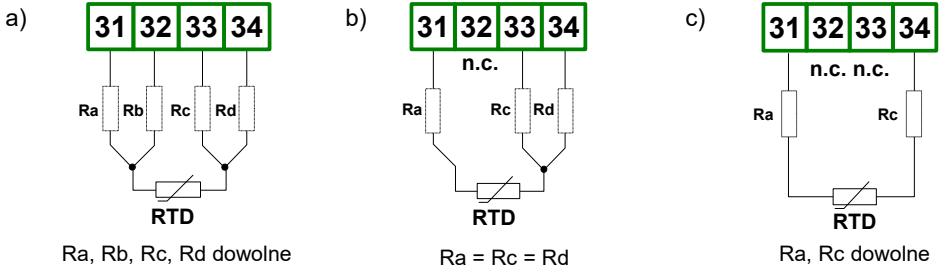 a)
31 32 33 34
Ra Rb Rc Rd
RTD
Ra, Rb, Rc, Rd dowolne
b)
31 32 33 34
n.c.
Ra Rc Rd
RTD
Ra = Rc = Rd
c)
31 32 33 34
n.c. n.c.
Ra Rc
RTD
Ra, Rc dowolne